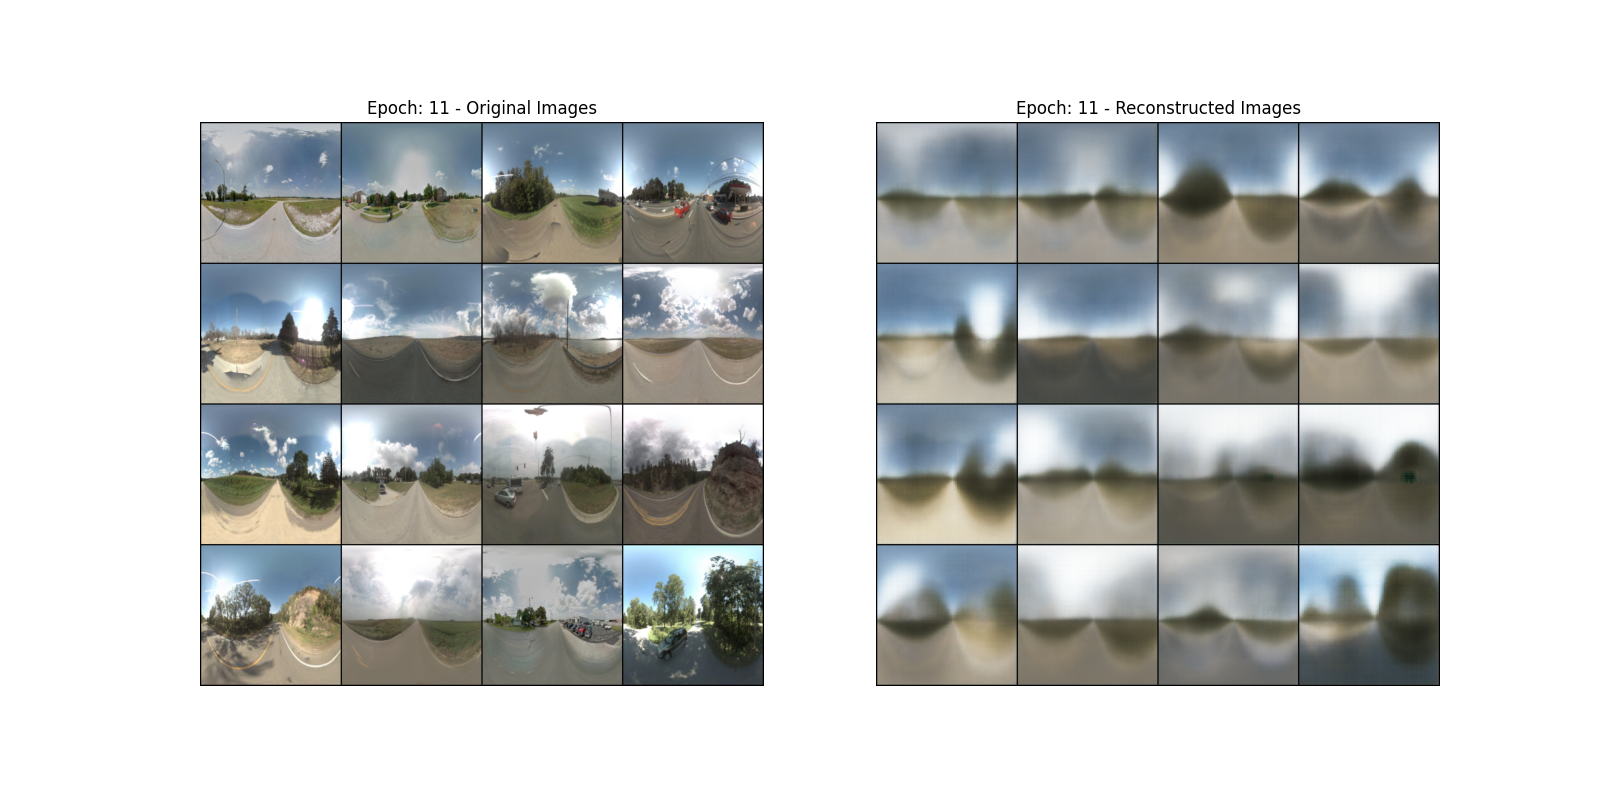 Epoch: 11 - Original Images
Epoch: 11 - Reconstructed Images